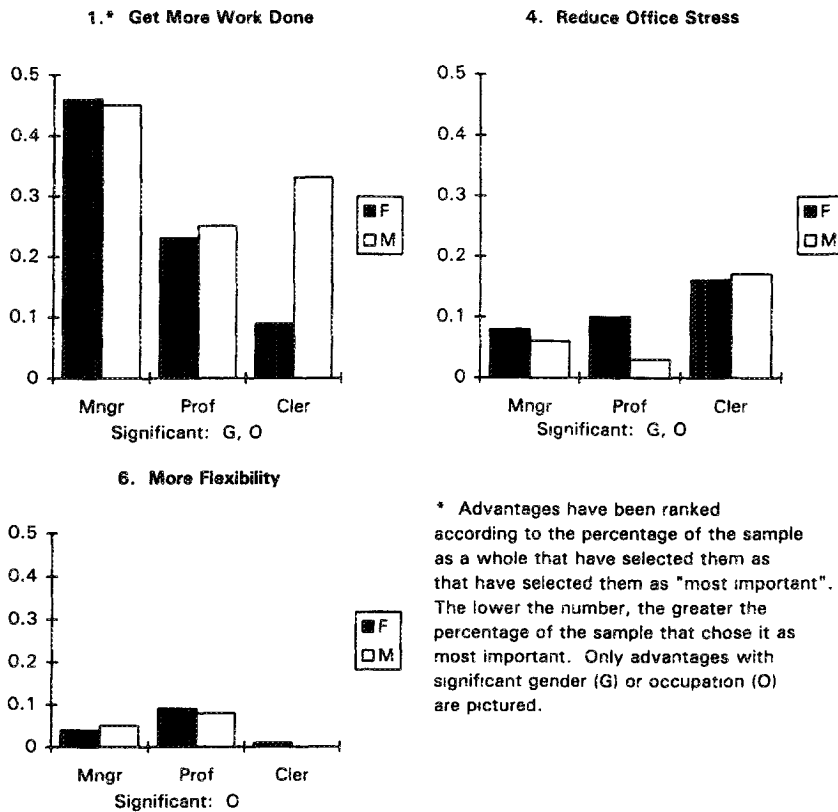 1.* Get More Work Done
0.5
0.4
0.3
0.2
0.1
0
F
M
Mngr Prof Cler
Significant: G, O
4. Reduce Office Stress
0.5
0.4
0.3
0.2
0.1
0
F
M
Mngr Prof Cler
Significant: G, O
6. More Flexibility
0.5
0.4
0.3
0.2
0.1
0
F
M
Mngr Prof Cler
Significant: O
* Advantages have been ranked
according to the percentage of the sample
as a whole that have selected them as
that have selected them as "most important".
The lower the number, the greater the
percentage of the sample that chose it as
most important. Only advantages with
significant gender (G) or occupation (O)
are pictured.